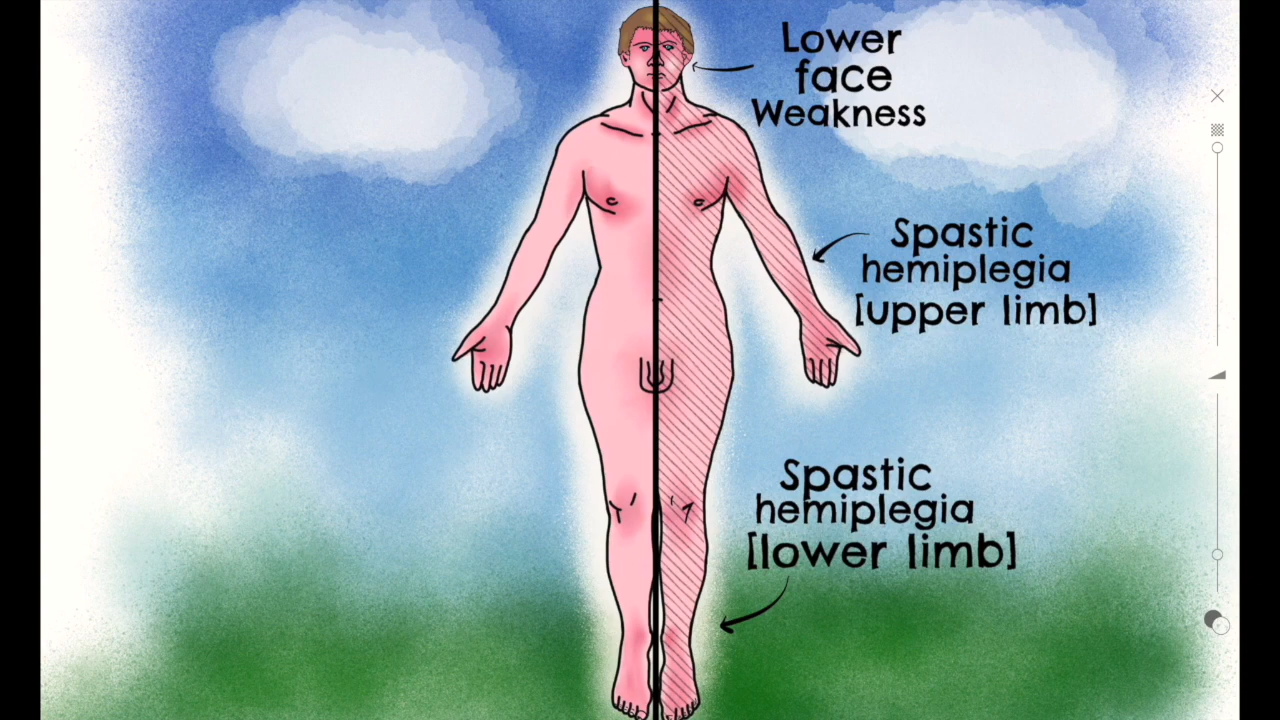 Lower
face
Weakness
Spastic
hemiplegia
[upper limb]
Spastic
hemiplegia
[lower limb]